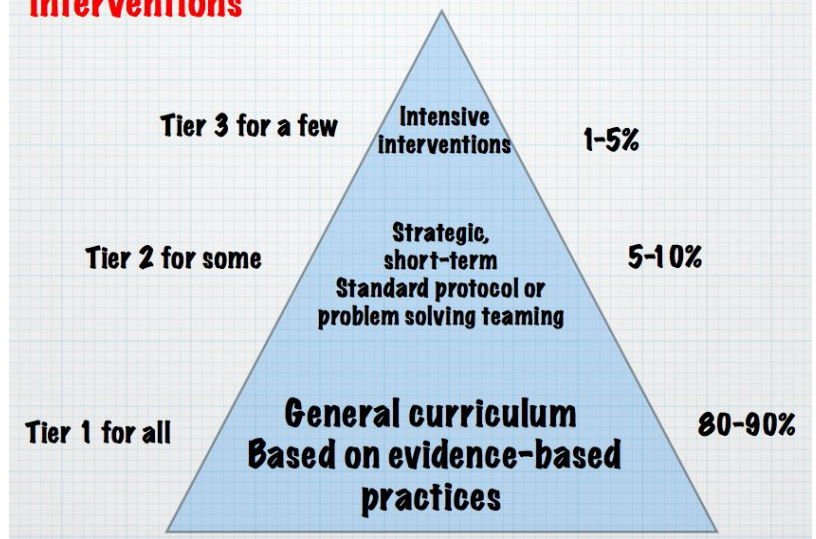 Interventions
Tier 3 for a few
Intensive
interventions
1-5%
Tier 2 for some
Strategic,
short-term
Standard protocol or
problem solving teaming
5-10%
Tier 1 for all
General curriculum
Based on evidence-based
practices
80-90%